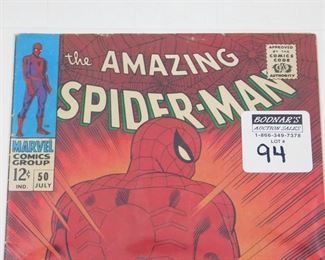 the AMAZING
SPIDER-MAN
APPROVED
BY THE
COMICS
CODE
AUTHORITY
MARVEL
COMICS
GROUP
12¢
IND.
50
JULY
BODNAR'S
AUCTION SALES
1-866-349-7378
LOT #
94